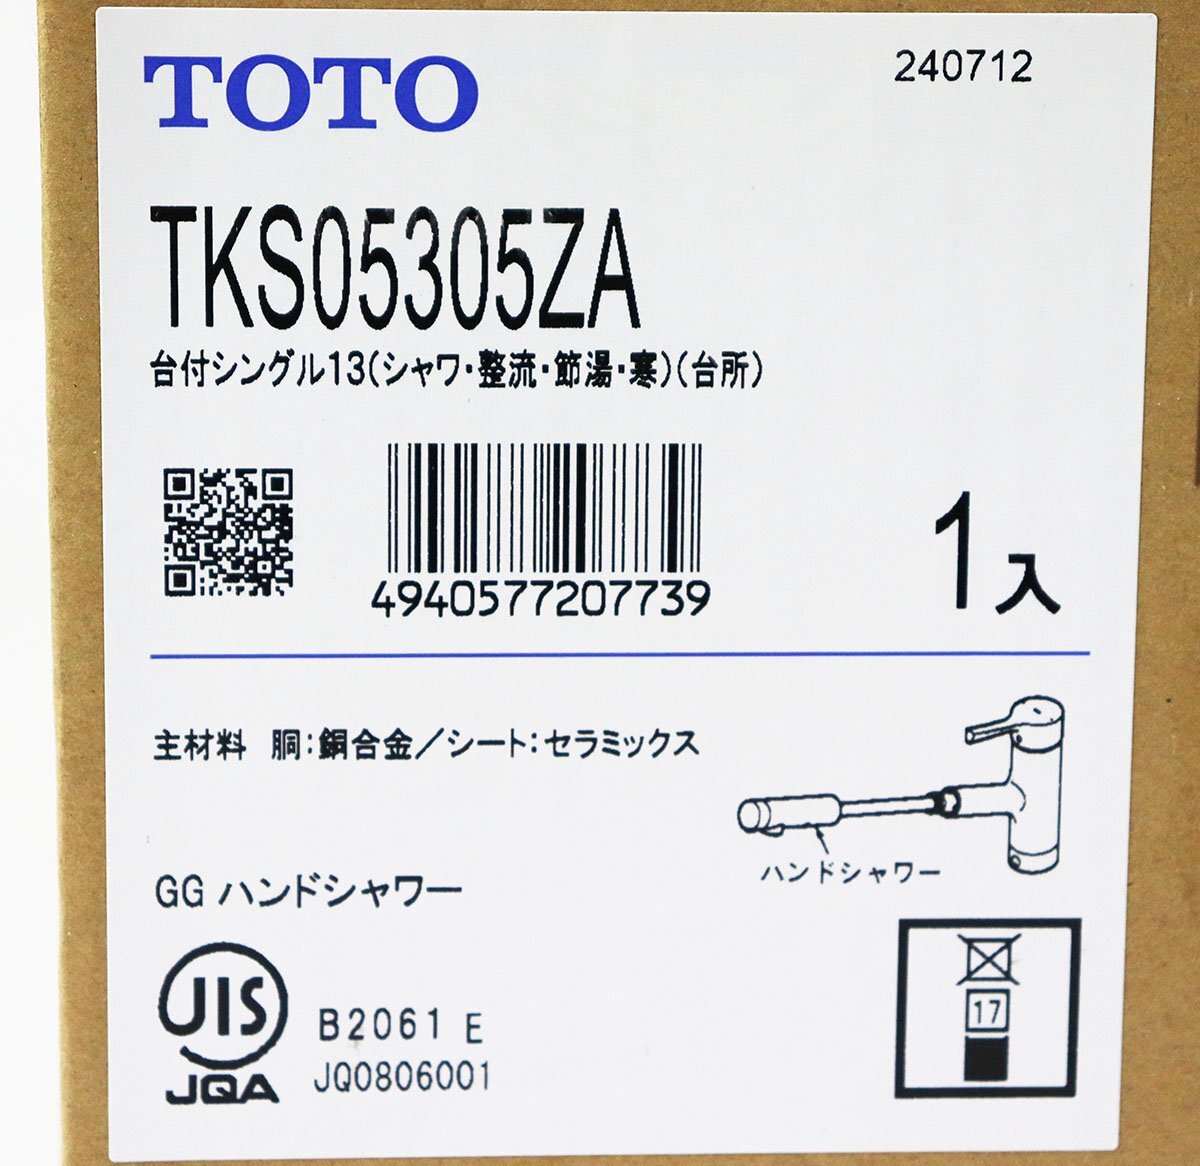 TOTO
240712
TKS05305ZA
台付シングル13(シャワ・整流・節湯・寒)(台所)
4940577207739
1入
主材料 胴:銅合金/シート:セラミックス
ハンドシャワー
GG ハンドシャワー
JIS
JQA
B2061 E
JQ0806001
17